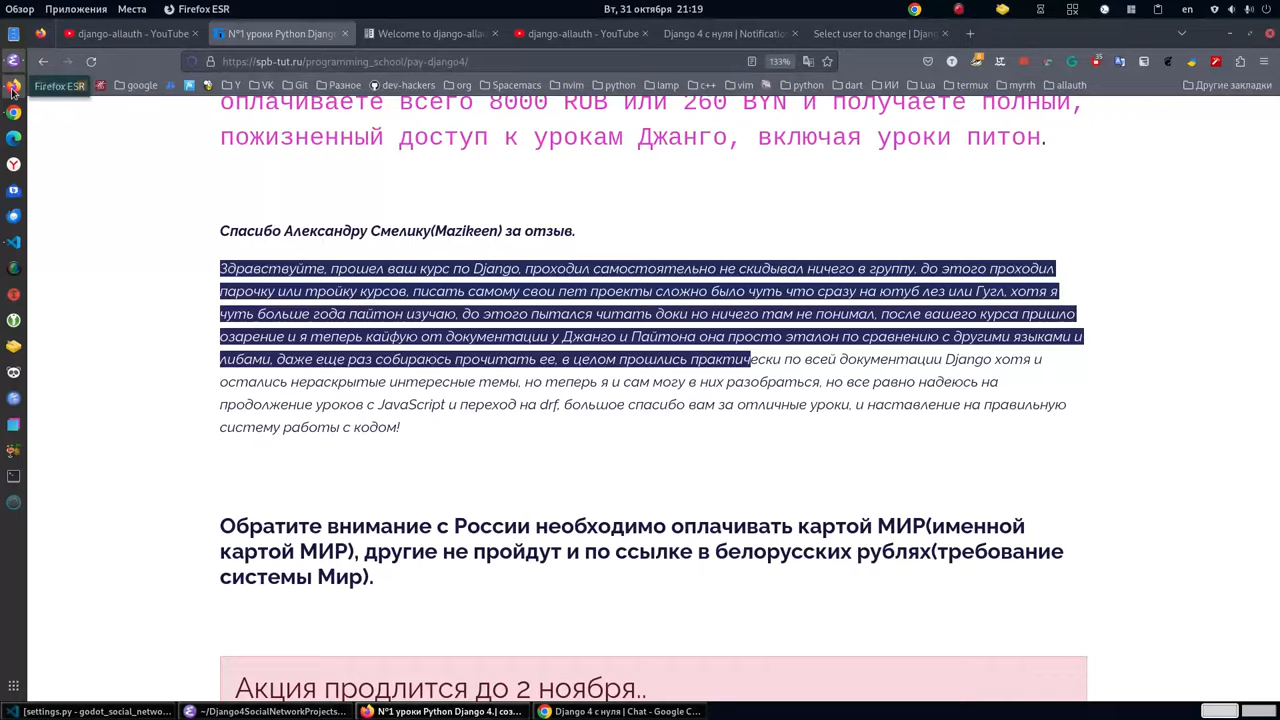 Обзор Приложения Места Firefox ESR Вт, 31 октября 21:19 en
django-allauth - YouTube Nº1 уроки Python Djang Welcome to django-allau django-allauth - YouTube Django 4 с нуля | Notification Select user to change | Djang
https://spb-tut.ru/programming_school/pay-django4/ 133% 35
Firefox ESR google Y VK Git Разное dev-hackers org Spacemacs nvim python lamp c++ vim python dart ИИ Lua termux myrrh allauth Другие закладки
оплачиваете всего 8000 RUB или 260 BYN и получаете полный,
пожизненный доступ к урокам Джанго, включая уроки питон.
Спасибо Александру Смелику(Mazikeen) за отзыв.
Здравствуйте, прошел ваш курс по Django, проходил самостоятельно не скидывал ничего в группу, до этого проходил
парочку или тройку курсов, писать самому свои пет проекты сложно было чуть что сразу на ютуб лез или Гугл, хотя я
чуть больше года пайтон изучаю, до этого пытался читать доки но ничего там не понимал, после вашего курса пришло
озарение и я теперь кайфую от документации у Джанго и Пайтона она просто эталон по сравнению с другими языками и
либами, даже еще раз собираюсь прочитать ее, в целом прошлись практически по всей документации Django хотя и
остались нераскрытые интересные темы, но теперь я и сам могу в них разобраться, но все равно надеюсь на
продолжение уроков с JavaScript и переход на drf, большое спасибо вам за отличные уроки, и наставление на правильную
систему работы с кодом!
Обратите внимание с России необходимо оплачивать картой МИР(именной
картой МИР), другие не пройдут и по ссылке в белорусских рублях(требование
системы Мир).
Акция продлится до 2 ноября..
[settings.py - godot_social_netwo... ~/Django4SocialNetworkProjects... Nº1 уроки Python Django 4.| соз... Django 4 с нуля | Chat - Google C...